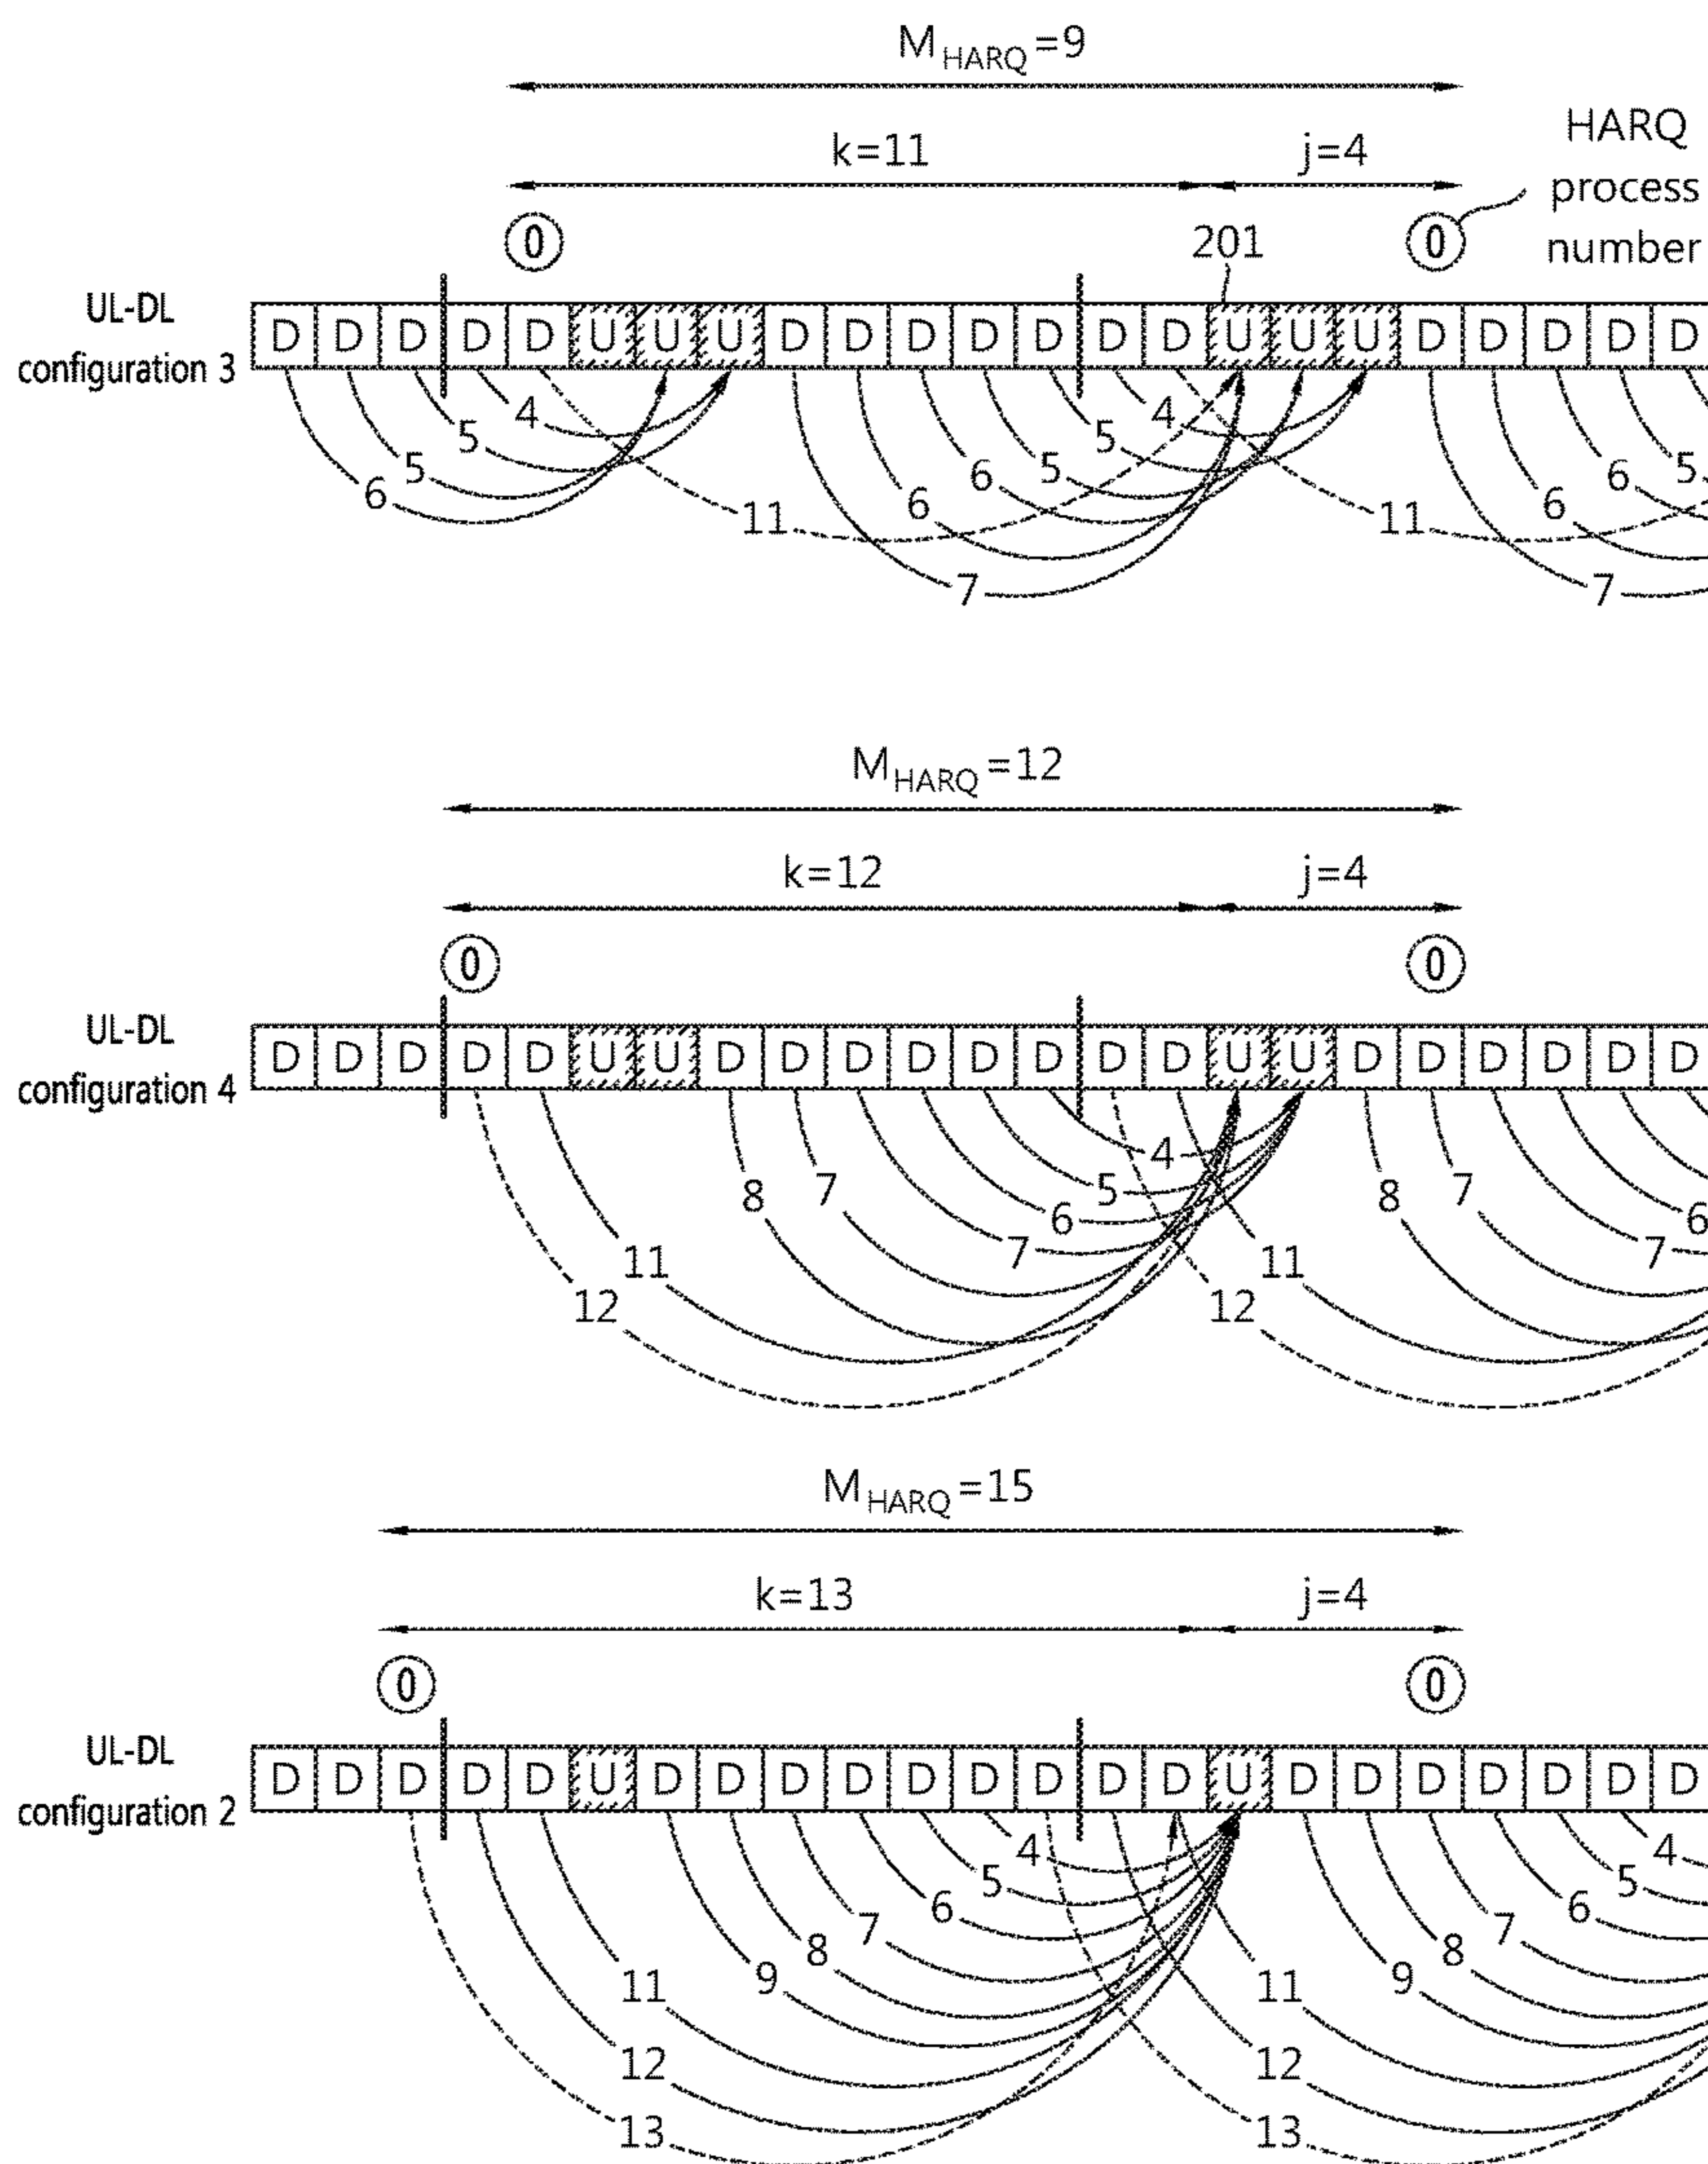 M HARQ =9
k=11 j=4
HARQ process number
0 201 0
UL-DL configuration 3
D D D D D U U U D D D D D D D U U U D D D D D
4 4
5 5
5 6 5 6 5
6 6 6
11 11
7 7
M HARQ =12
k=12 j=4
0 0
UL-DL configuration 4
D D D D D U U D D D D D D D D U U D D D D D D
4
8 7 5 8 7
6 6
7 7
11 11
12 12
M HARQ =15
k=13 j=4
0 0
UL-DL configuration 2
D D D D D U D D D D D D D D D U D D D D D D D
4 4
5 5
6 6
7 7
8 8
11 9 11 9
12 12
13 13